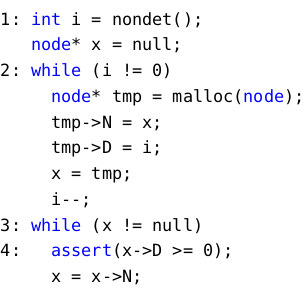 1: int i = nondet();
node* x = null;
2: while (i != 0)
node* tmp = malloc(node);
tmp->N = x;
tmp->D = i;
x = tmp;
i--;
3: while (x != null)
4: assert(x->D >= 0);
x = x->N;